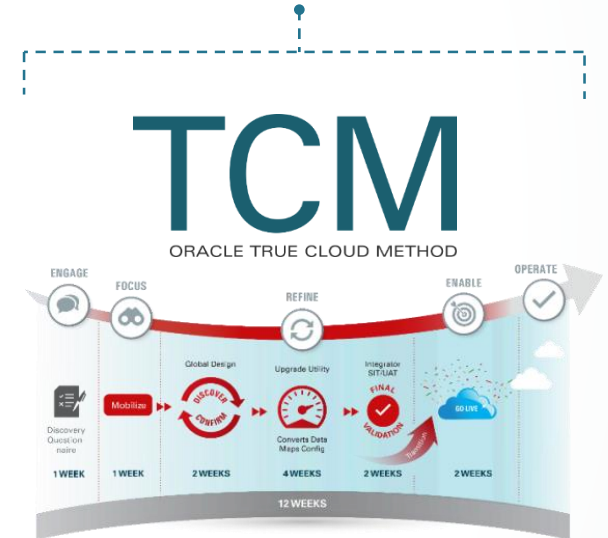 TCM
ORACLE TRUE CLOUD METHOD
ENGAGE
FOCUS
REFINE
ENABLE
OPERATE
Discovery
Question
naire
1 WEEK
Mobilize
1 WEEK
Global Design
DISCOVER
CONFIRM
2 WEEKS
Upgrade Utility
Converts Data
Maps Config
4 WEEKS
Integrator
SIT/UAT
FINAL
VALIDATION
2 WEEKS
Transition
GO LIVE
2 WEEKS
12 WEEKS